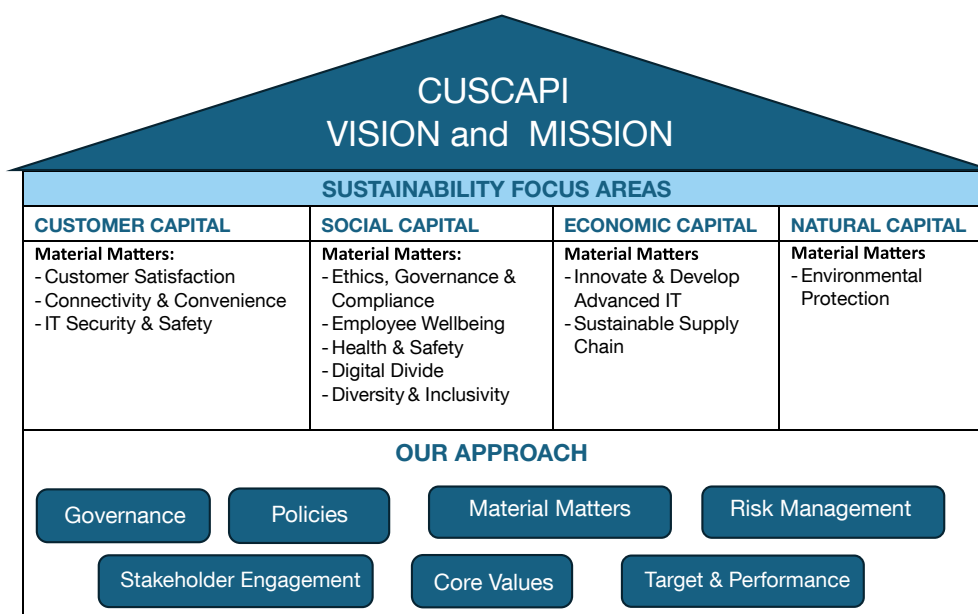 CUSCAPI
VISION and MISSION
SUSTAINABILITY FOCUS AREAS
CUSTOMER CAPITAL
Material Matters:
- Customer Satisfaction
- Connectivity & Convenience
- IT Security & Safety
SOCIAL CAPITAL
Material Matters:
- Ethics, Governance &
Compliance
- Employee Wellbeing
- Health & Safety
- Digital Divide
- Diversity & Inclusivity
ECONOMIC CAPITAL
Material Matters
- Innovate & Develop
Advanced IT
- Sustainable Supply
Chain
NATURAL CAPITAL
Material Matters
- Environmental
Protection
OUR APPROACH
Governance
Policies
Material Matters
Risk Management
Stakeholder Engagement
Core Values
Target & Performance